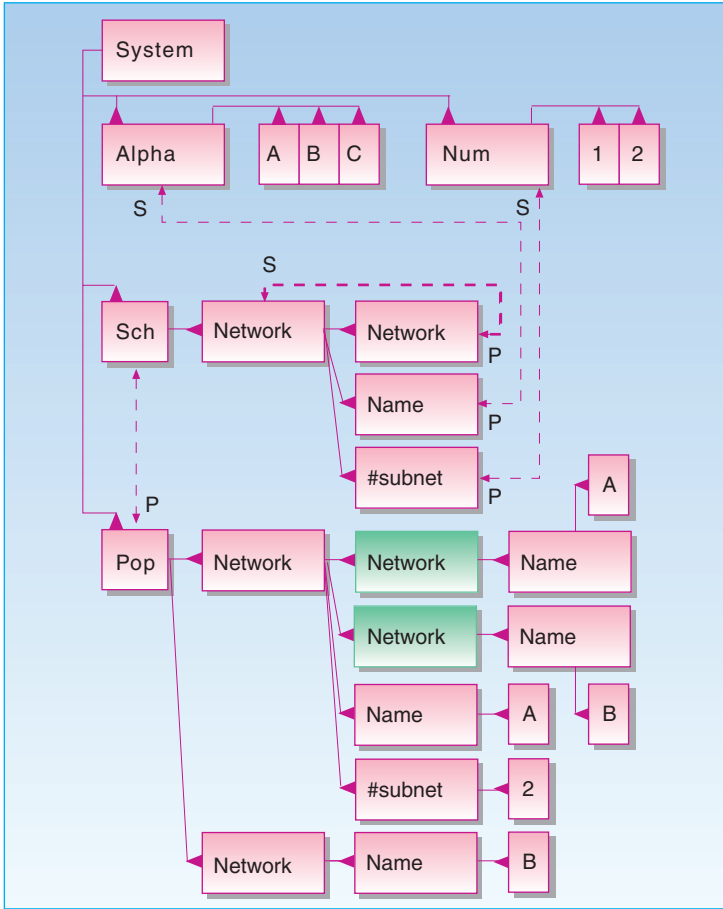 System
Alpha
A B C
Num
1 2
S
S
S
Sch
Network
Network
P
Name
P
#subnet
P
A
P
Pop
Network
Network
Name
Network
Name
Name
A
B
#subnet
2
Network
Name
B